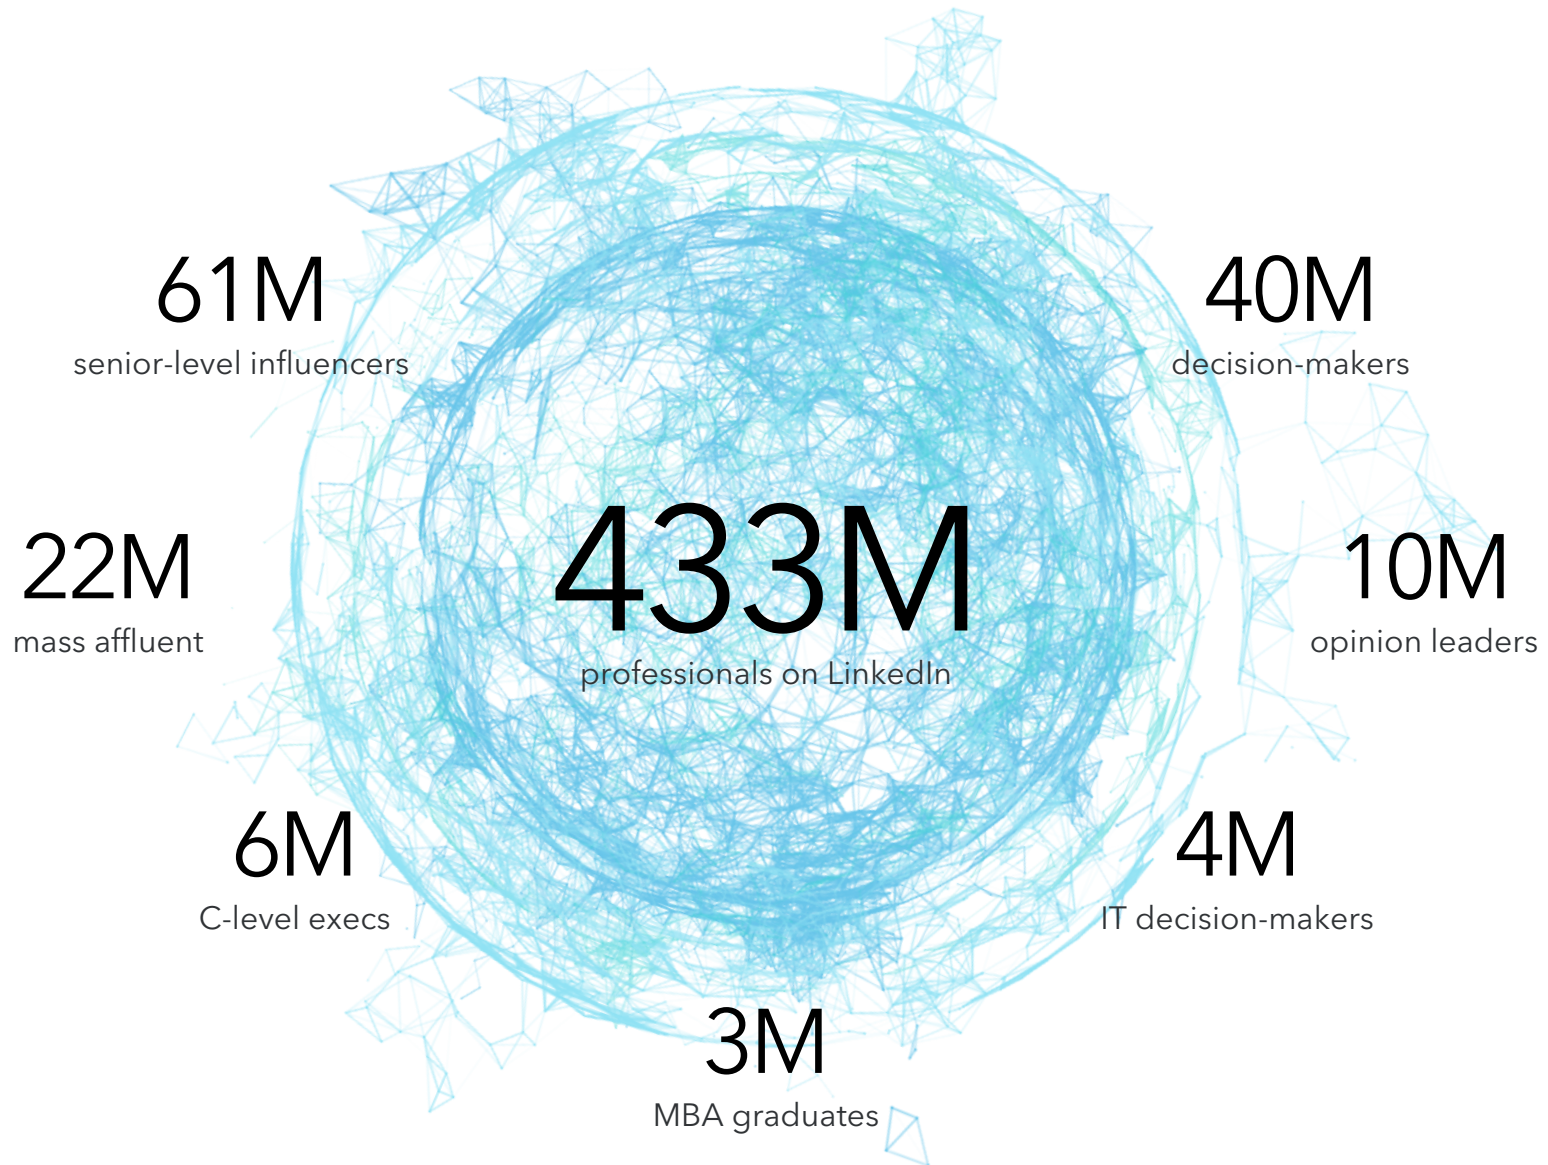 61M
senior-level influencers
40M
decision-makers
22M
mass affluent
433M
professionals on LinkedIn
10M
opinion leaders
6M
C-level execs
4M
IT decision-makers
3M
MBA graduates